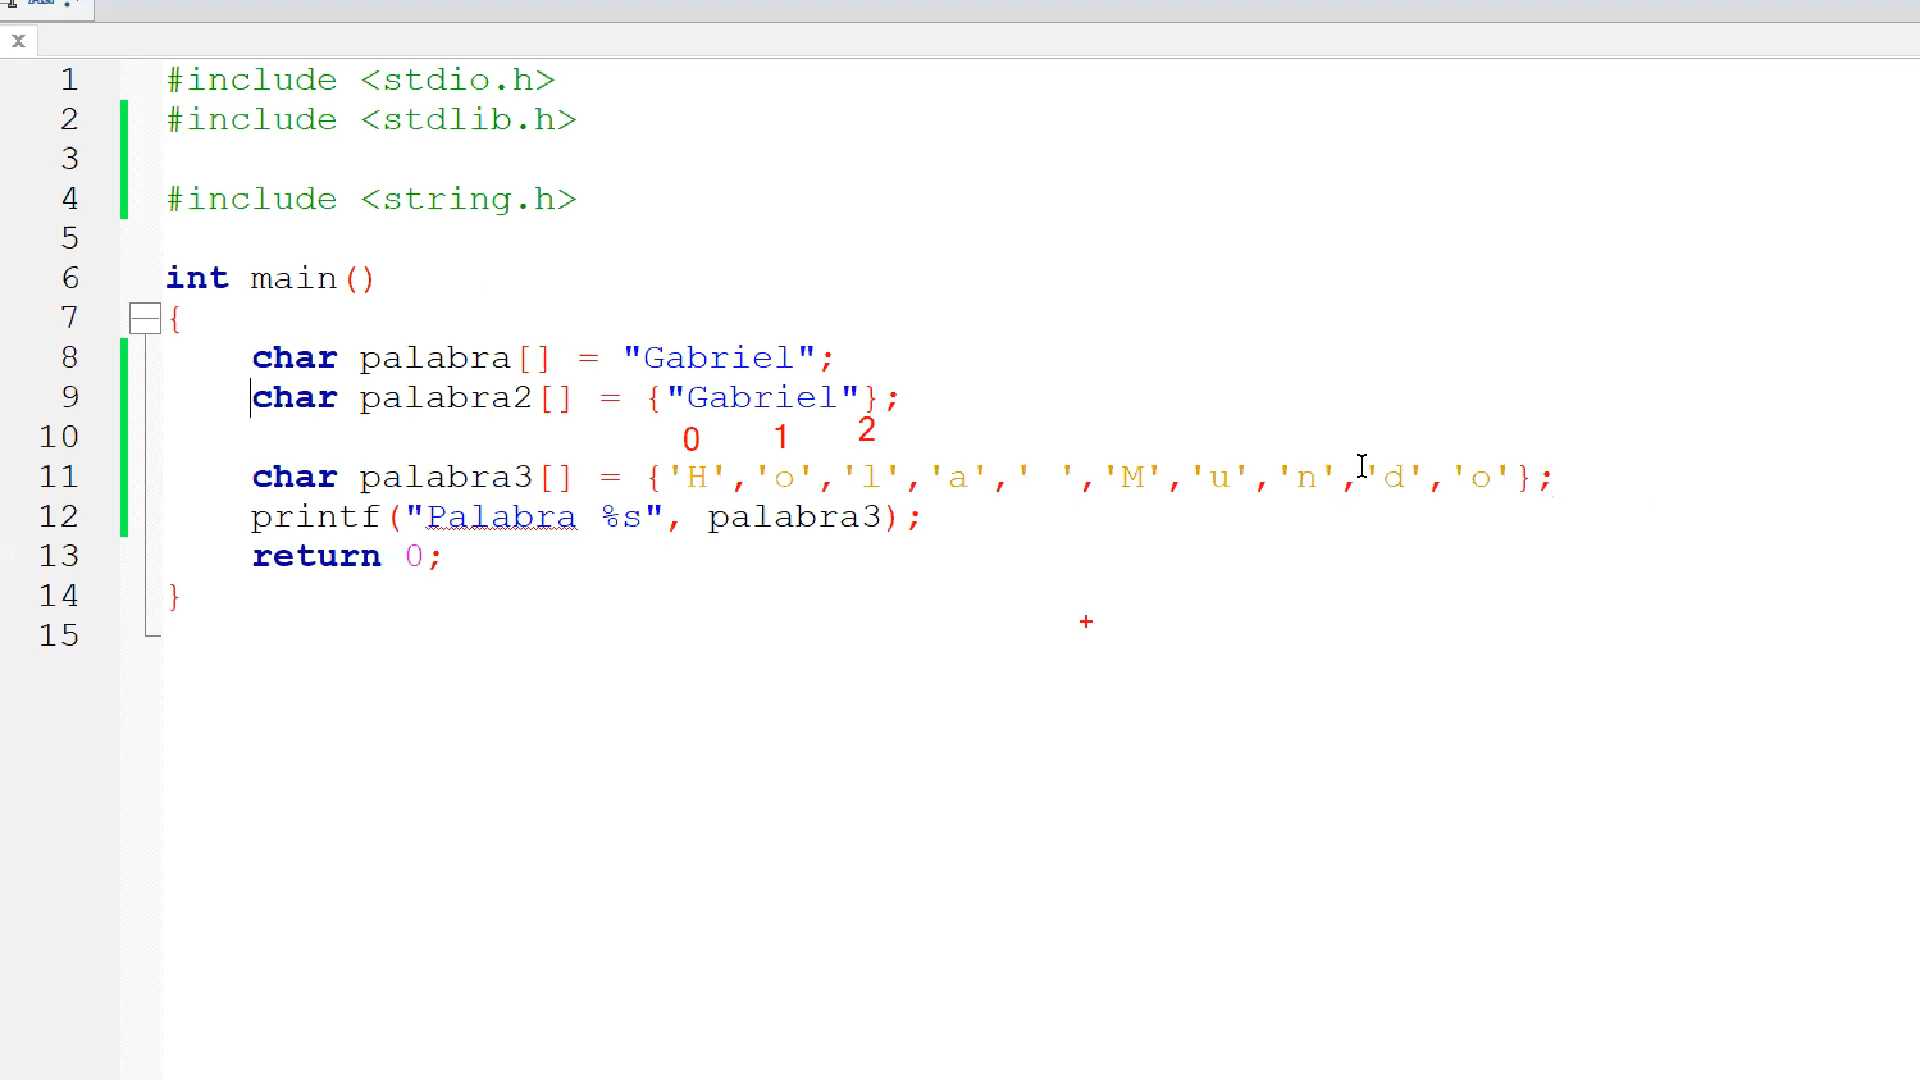 x
1 #include <stdio.h>
2 #include <stdlib.h>
3
4 #include <string.h>
5
6 int main()
7 {
8 char palabra[] = "Gabriel";
9 char palabra2[] = {"Gabriel"};
10 0 1 2
11 char palabra3[] = {'H','o','l','a',' ','M','u','n','d','o'};
12 printf("Palabra %s", palabra3);
13 return 0;
14 }
15
+